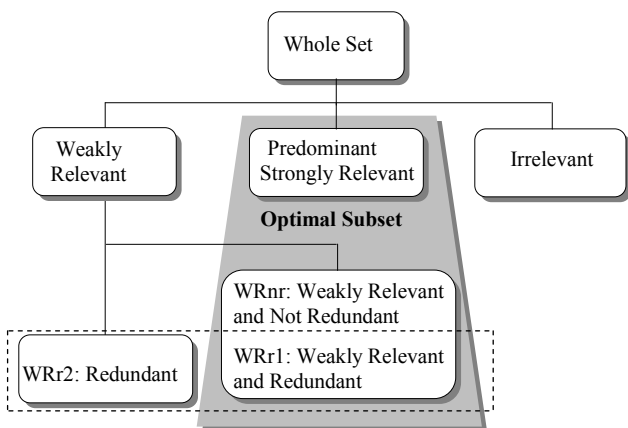 Whole Set
Weakly
Relevant
Predominant
Strongly Relevant
Irrelevant
Optimal Subset
WRnr: Weakly Relevant
and Not Redundant
WRr2: Redundant
WRr1: Weakly Relevant
and Redundant